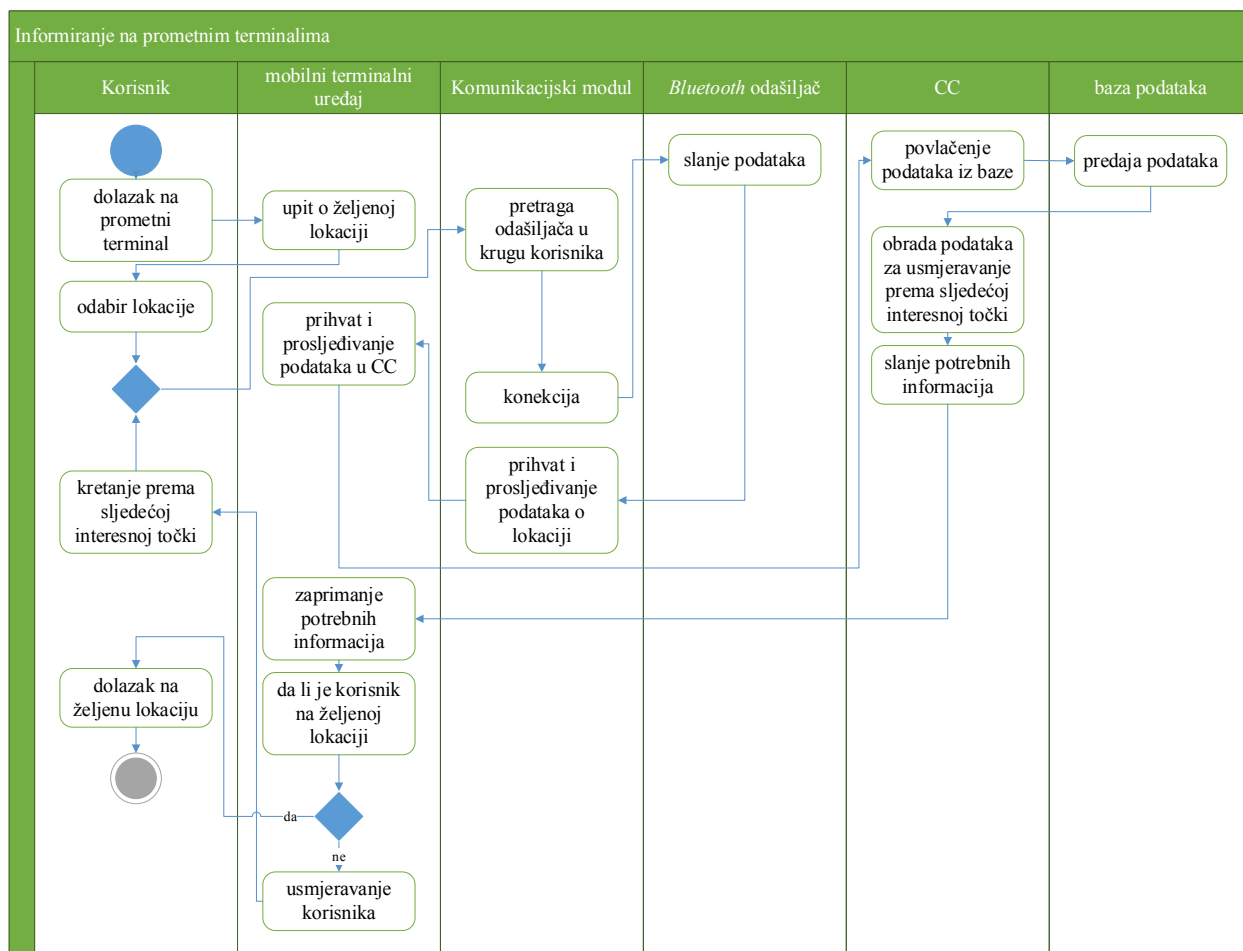 Informiranje na prometnim terminalima
Korisnik
mobilni terminalni
uređaj
Komunikacijski modul
Bluetooth odašiljač
CC
baza podataka
dolazak na
prometni
terminal
upit o željenoj
lokaciji
odabir lokacije
pretraga
odašiljača u
krugu korisnika
slanje podataka
povlačenje
podataka iz baze
predaja podataka
obrada podataka
za usmjeravanje
prema sljedećoj
interesnoj točki
prihvat i
prosljeđivanje
podataka u CC
konekcija
slanje potrebnih
informacija
kretanje prema
sljedećoj
interesnoj točki
prihvat i
prosljeđivanje
podataka o
lokaciji
zaprimanje
potrebnih
informacija
dolazak na
željenu lokaciju
da li je korisnik
na željenoj
lokaciji
da
ne
usmjeravanje
korisnika